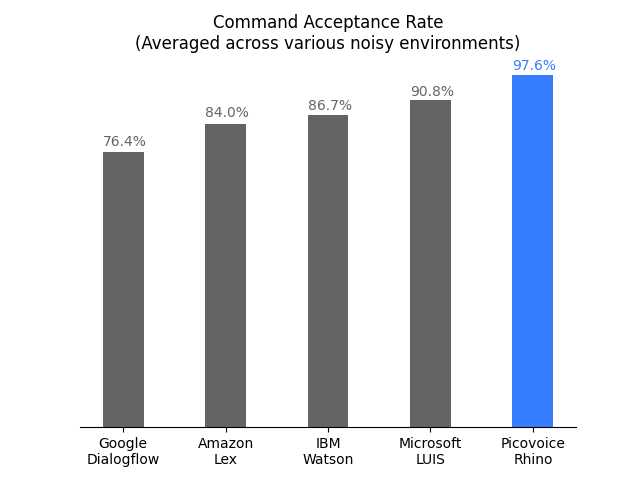 Command Acceptance Rate
(Averaged across various noisy environments)
76.4%
84.0%
86.7%
90.8%
97.6%
Google
Dialogflow
Amazon
Lex
IBM
Watson
Microsoft
LUIS
Picovoice
Rhino